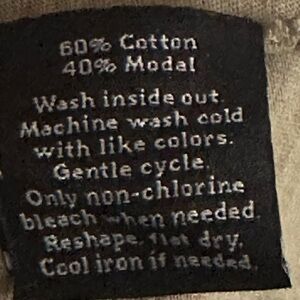 60% Cotton
40% Modal
Wash inside out.
Machine wash cold
with like colors.
Gentle cycle.
Only non-chlorine
bleach when needed.
Reshape, flat dry.
Cool iron if needed.